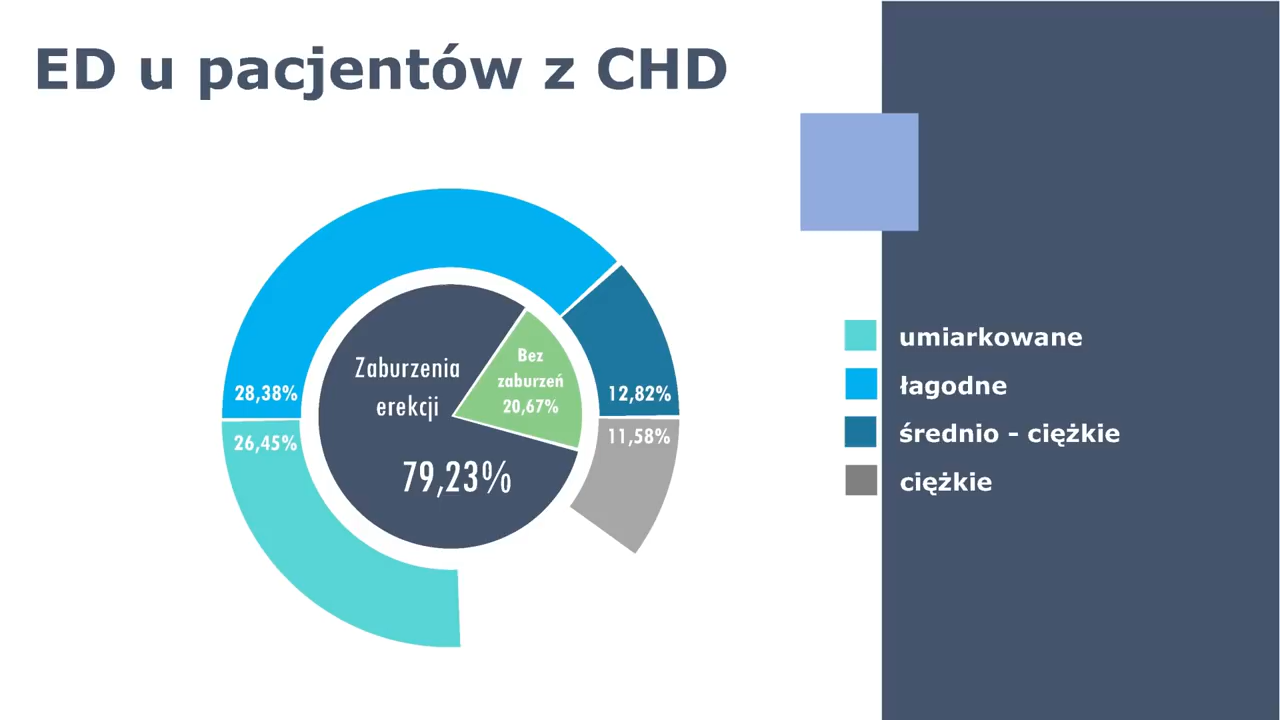 ED u pacjentów z CHD
Zaburzenia
erekcji
79,23%
Bez
zaburzeń
20,67%
28,38%
26,45%
12,82%
11,58%
umiarkowane
łagodne
średnio - ciężkie
ciężkie